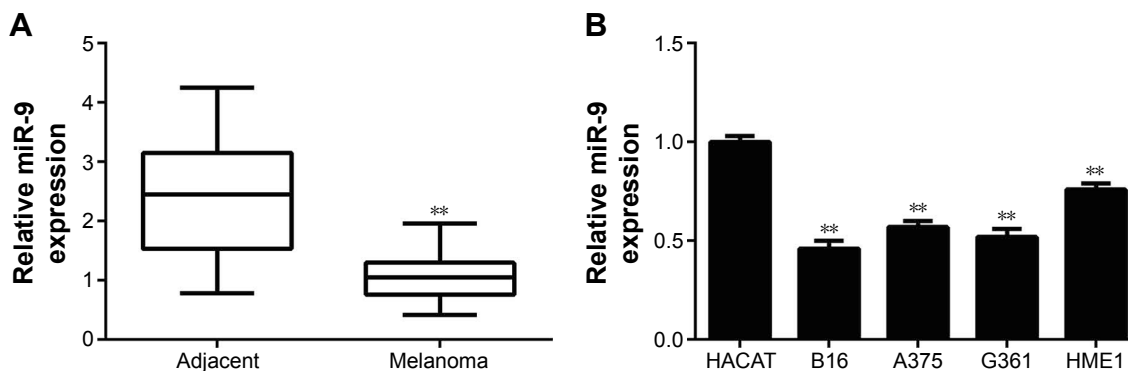 A
Relative miR-9
expression
5
4
3
2
1
0
**
Adjacent
Melanoma
B
Relative miR-9
expression
1.5
1.0
0.5
0.0
**
**
**
**
HACAT
B16
A375
G361
HME1